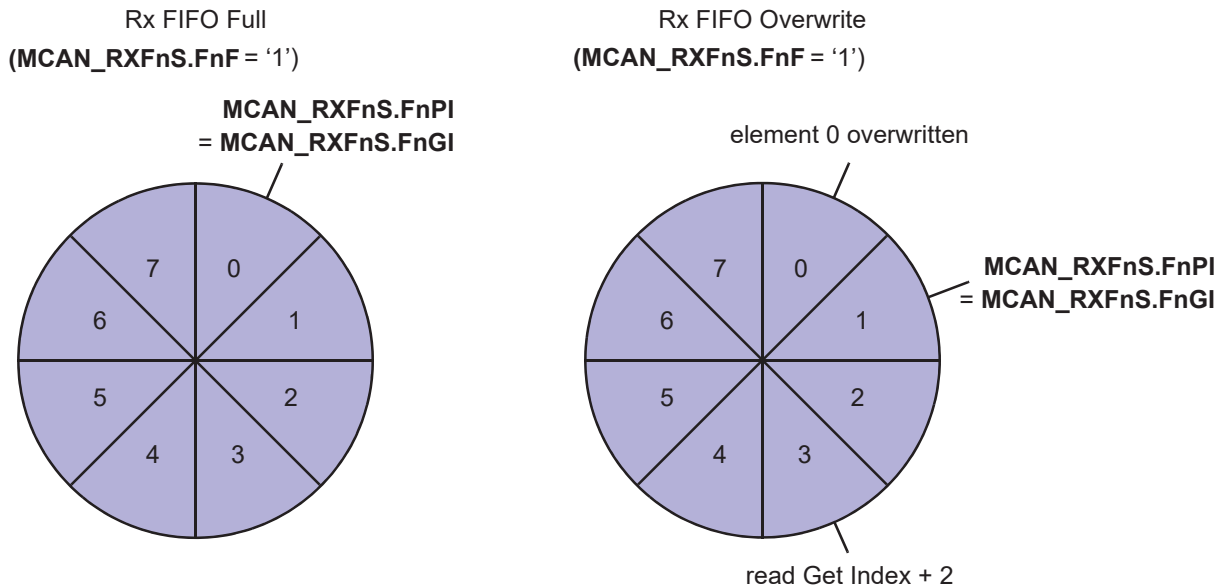 Rx FIFO Full
(MCAN_RXFnS.FnF = ‘1’)
MCAN_RXFnS.FnPI
= MCAN_RXFnS.FnGI
7
0
6
1
5
2
4
3
Rx FIFO Overwrite
(MCAN_RXFnS.FnF = ‘1’)
element 0 overwritten
MCAN_RXFnS.FnPI
= MCAN_RXFnS.FnGI
7
0
6
1
5
2
4
3
read Get Index + 2